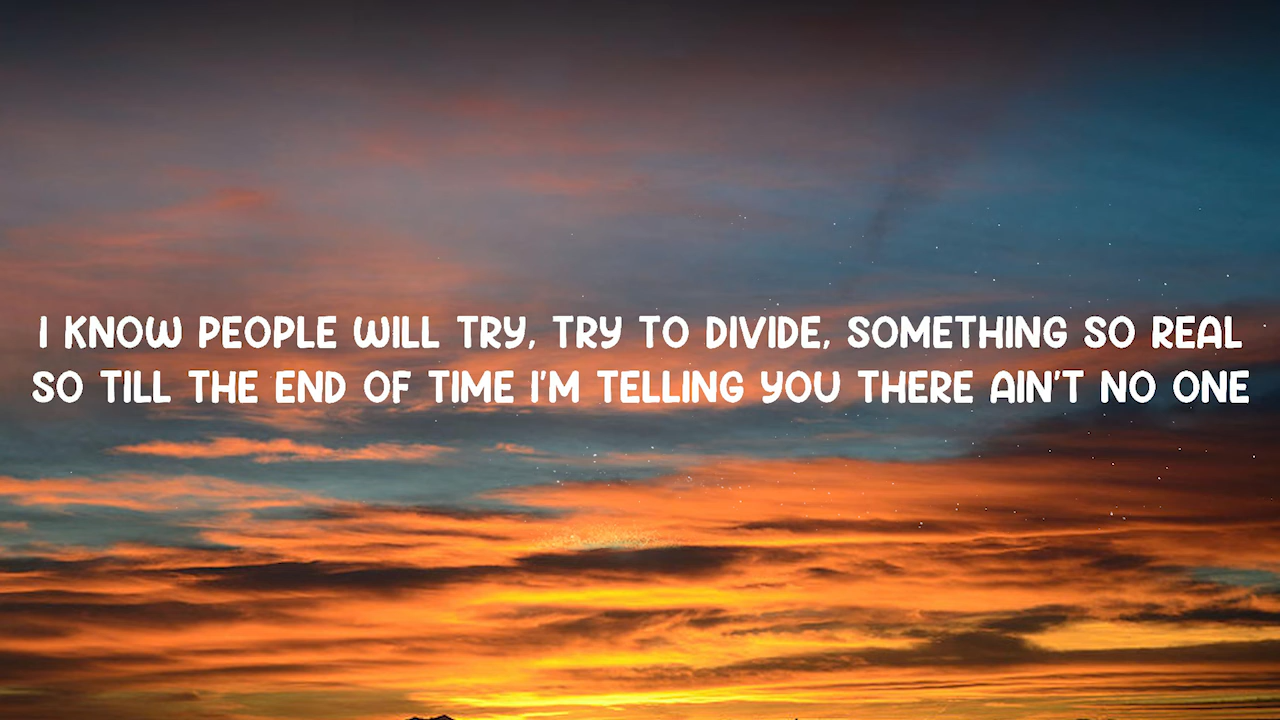 I KNOW PEOPLE WILL TRY, TRY TO DIVIDE, SOMETHING SO REAL
SO TILL THE END OF TIME I'M TELLING YOU THERE AIN'T NO ONE